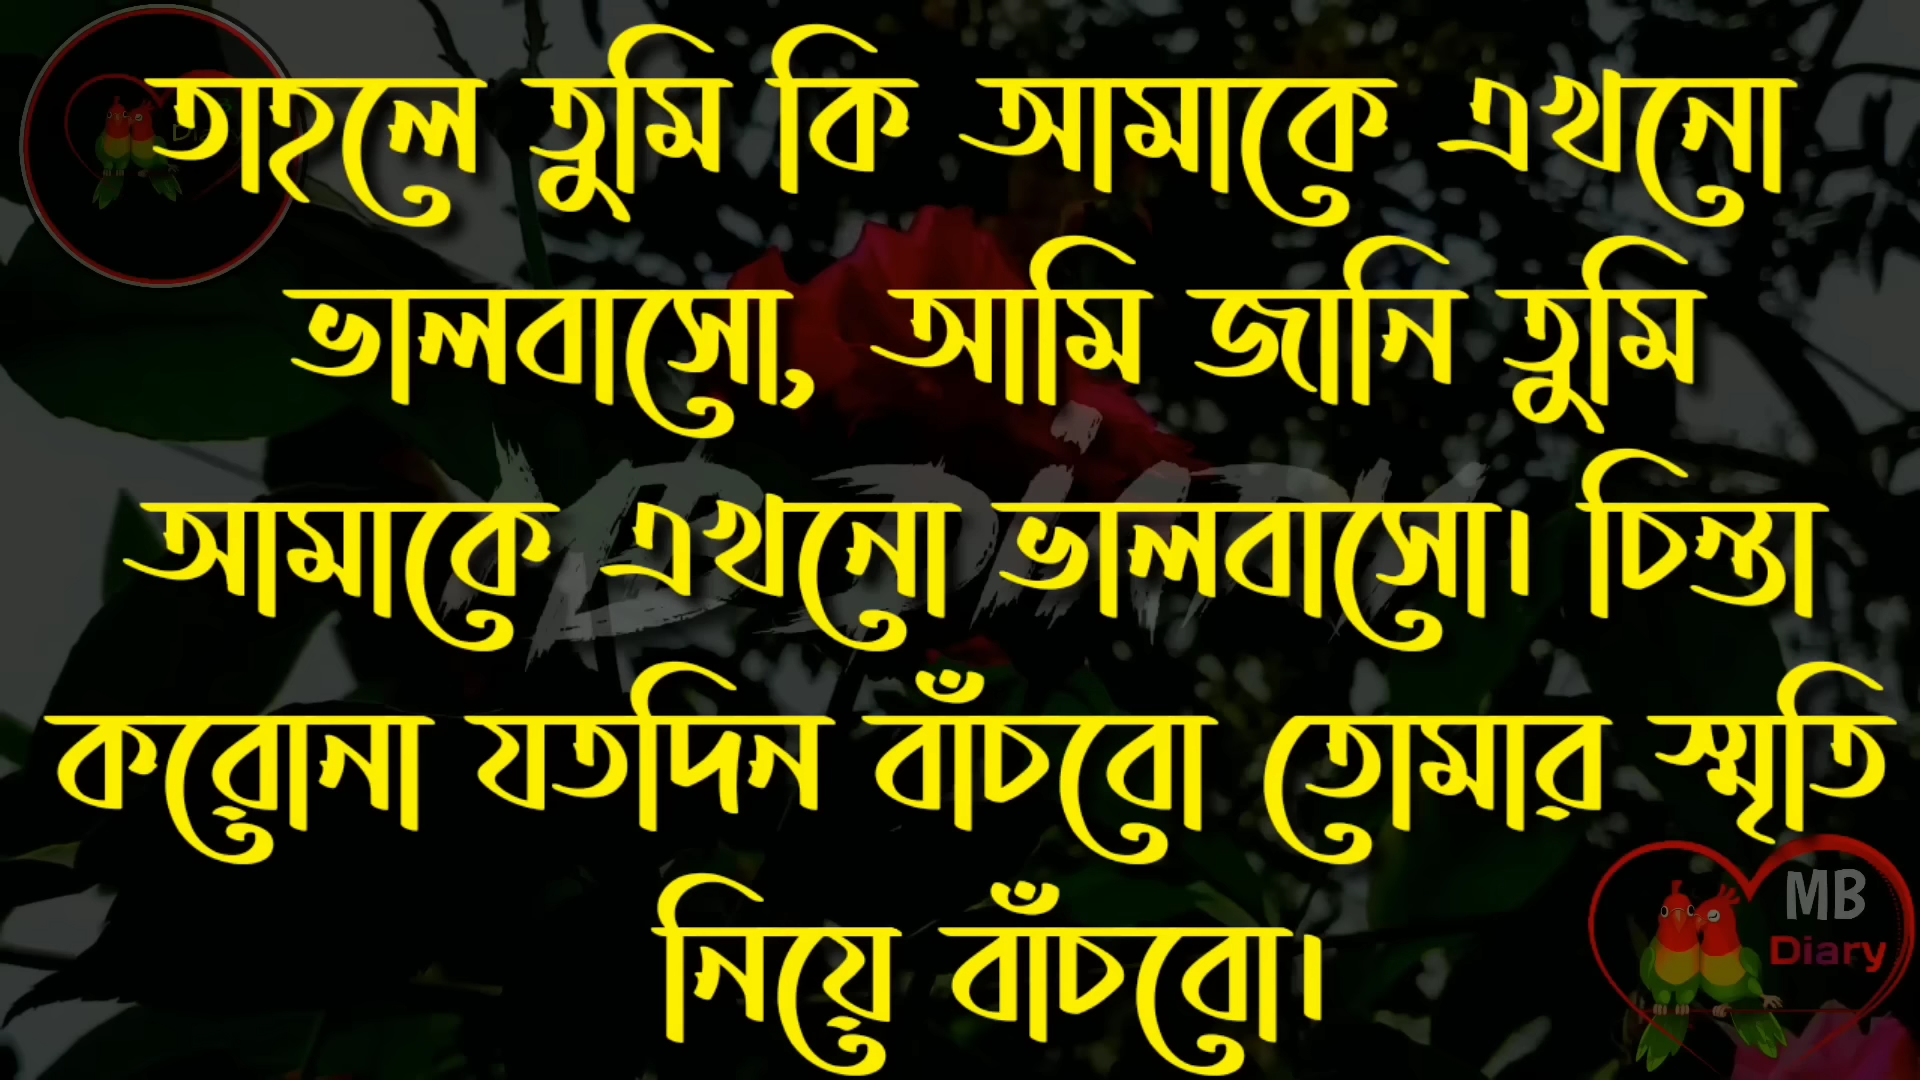 তাহলে তুমি কি আমাকে এখনো
ভালবাসো, আমি জানি তুমি
আমাকে এখনো ভালবাসো। চিন্তা
করোনা যতদিন বাঁচবো তোমার স্মৃতি
নিয়ে বাঁচবো।
MB
Diary